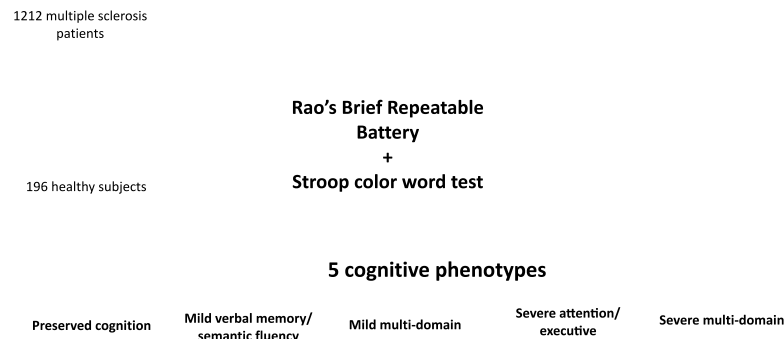 1212 multiple sclerosis
patients
Rao's Brief Repeatable
Battery
+
Stroop color word test
196 healthy subjects
5 cognitive phenotypes
Preserved cognition
Mild verbal memory/
semantic fluency
Mild multi-domain
Severe attention/
executive
Severe multi-domain